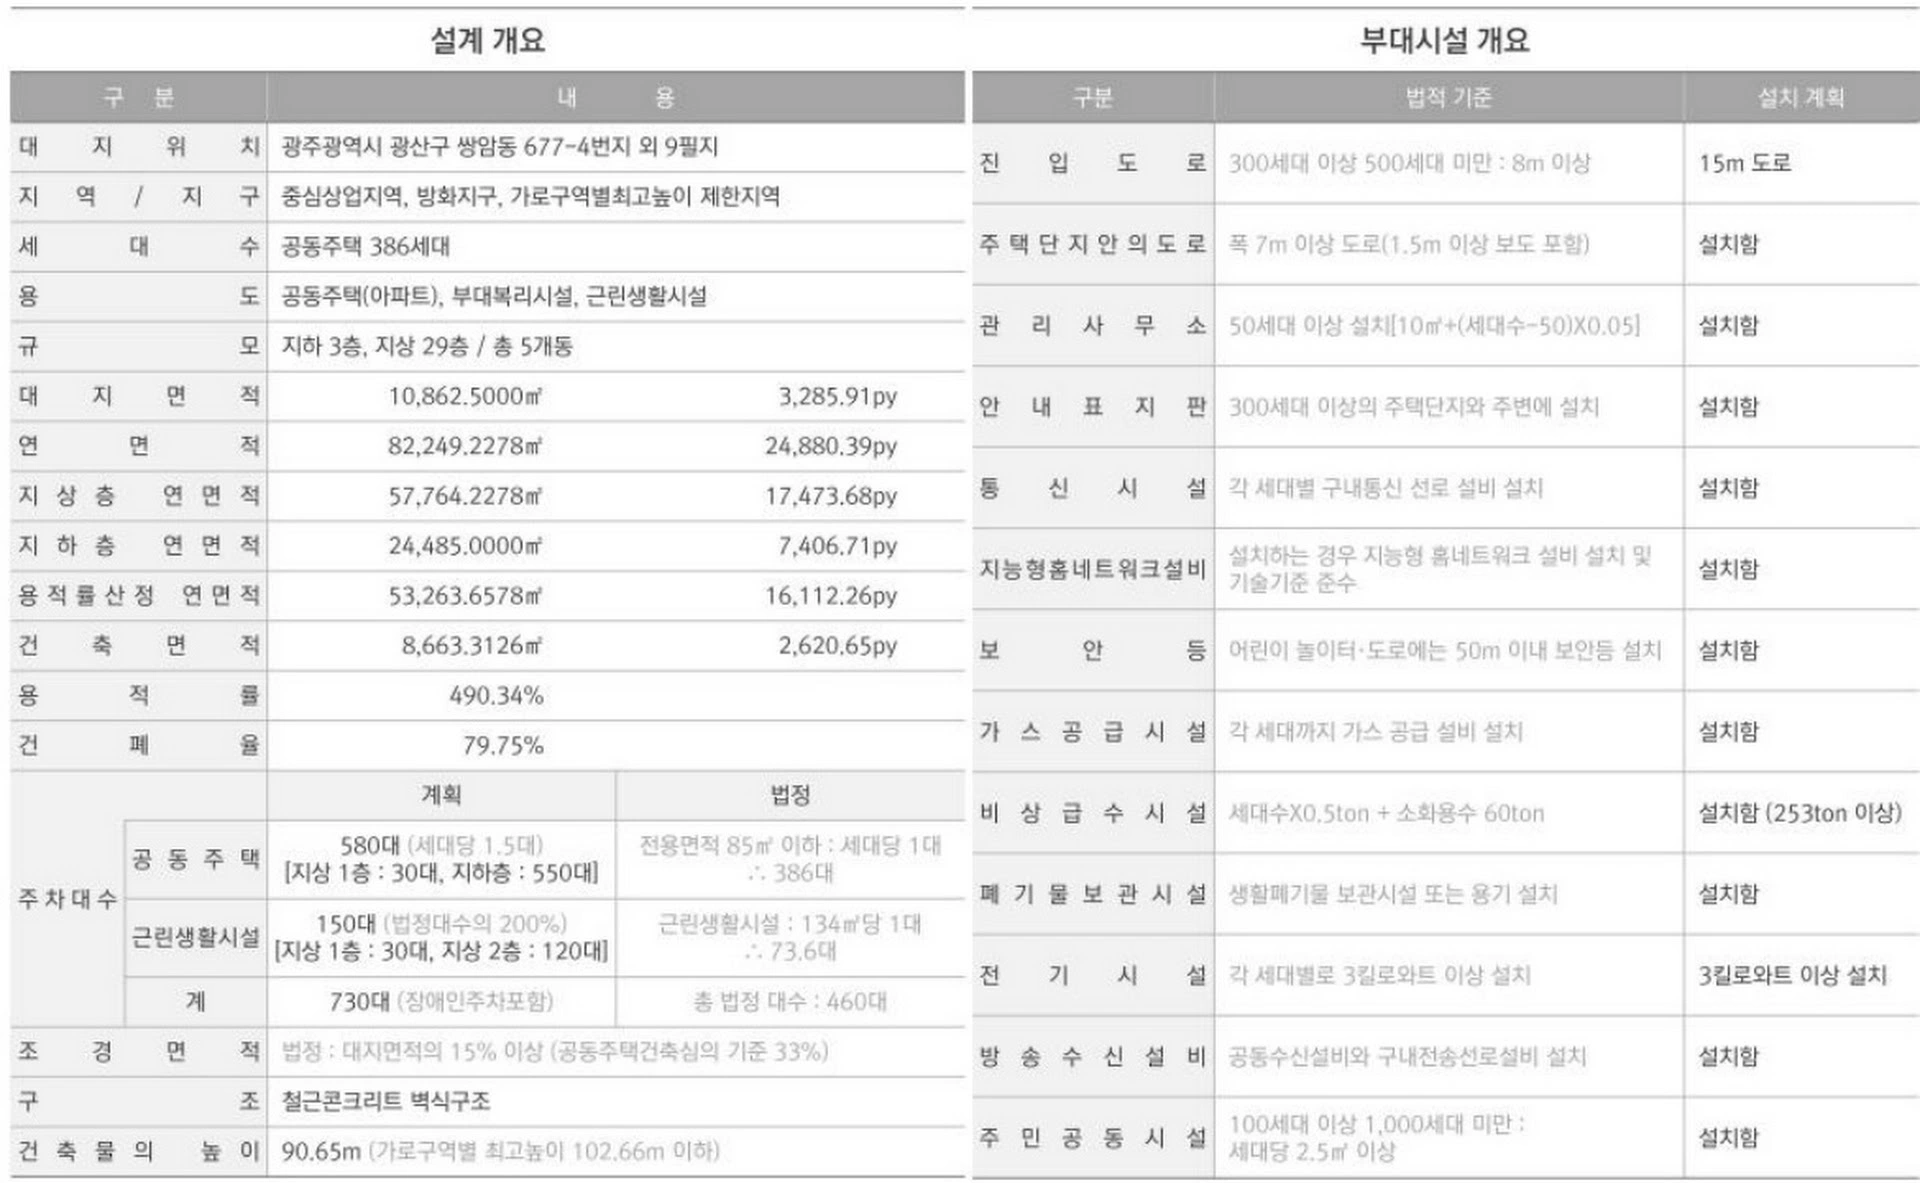 설계 개요
구 분 내 용
대 지 위 치 광주광역시 광산구 쌍암동 677-4번지 외 9필지
지 역 / 지 구 중심상업지역, 방화지구, 가로구역별최고높이 제한지역
세 대 수 공동주택 386세대
용 도 공동주택(아파트), 부대복리시설, 근린생활시설
규 모 지하 3층, 지상 29층 / 총 5개동
대 지 면 적 10,862.5000㎡ 3,285.91py
연 면 적 82,249.2278㎡ 24,880.39py
지상층 연면적 57,764.2278㎡ 17,473.68py
지하층 연면적 24,485.0000㎡ 7,406.71py
용적률산정 연면적 53,263.6578㎡ 16,112.26py
건 축 면 적 8,663.3126㎡ 2,620.65py
용 적 률 490.34%
건 폐 율 79.75%
계획 법정
주차대수
공동주택 580대 (세대당 1.5대) 전용면적 85㎡ 이하 : 세대당 1대
[지상 1층 : 30대, 지하층 : 550대] ∴ 386대
근린생활시설 150대 (법정대수의 200%) 근린생활시설 : 134㎡당 1대
[지상 1층 : 30대, 지상 2층 : 120대] ∴ 73.6대
계 730대 (장애인주차포함) 총 법정 대수 : 460대
조 경 면 적 법정 : 대지면적의 15% 이상 (공동주택건축심의 기준 33%)
구 조 철근콘크리트 벽식구조
건축물의 높이 90.65m (가로구역별 최고높이 102.66m 이하)
부대시설 개요
구분 법적 기준 설치 계획
진 입 도 로 300세대 이상 500세대 미만 : 8m 이상 15m 도로
주택단지안의도로 폭 7m 이상 도로(1.5m 이상 보도 포함) 설치함
관 리 사 무 소 50세대 이상 설치[10㎡+(세대수-50)X0.05] 설치함
안 내 표 지 판 300세대 이상의 주택단지와 주변에 설치 설치함
통 신 시 설 각 세대별 구내통신 선로 설비 설치 설치함
지능형홈네트워크설비 설치하는 경우 지능형 홈네트워크 설비 설치 및
기술기준 준수 설치함
보 안 등 어린이 놀이터·도로에는 50m 이내 보안등 설치 설치함
가 스 공 급 시 설 각 세대까지 가스 공급 설비 설치 설치함
비 상 급 수 시 설 세대수X0.5ton + 소화용수 60ton 설치함 (253ton 이상)
폐 기 물 보 관 시 설 생활폐기물 보관시설 또는 용기 설치 설치함
전 기 시 설 각 세대별로 3킬로와트 이상 설치 3킬로와트 이상 설치
방 송 수 신 설 비 공동수신설비와 구내전송선로설비 설치 설치함
주 민 공 동 시 설 100세대 이상 1,000세대 미만 :
세대당 2.5㎡ 이상 설치함